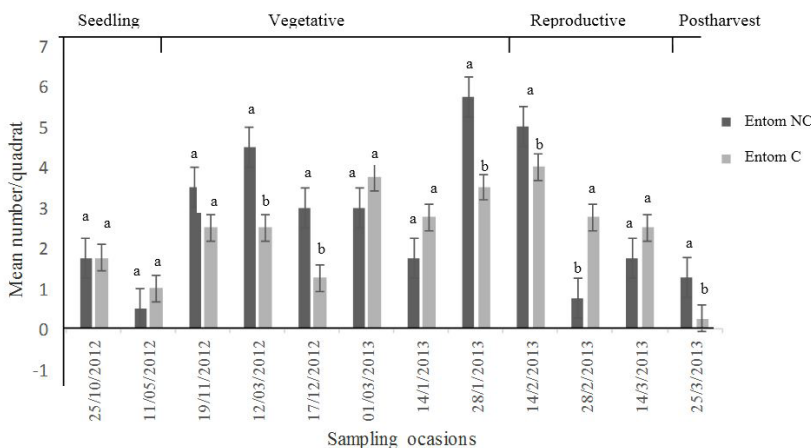 Seedling Vegetative Reproductive Postharvest
7
6
5
4
3
2
1
0
-1
Mean number/quadrat
a a a a a a a b a b a a a a a b a b b a a a a b
Entom NC
Entom C
25/10/2012 11/05/2012 19/11/2012 12/03/2012 17/12/2012 01/03/2013 14/1/2013 28/1/2013 14/2/2013 28/2/2013 14/3/2013 25/3/2013
Sampling ocasions